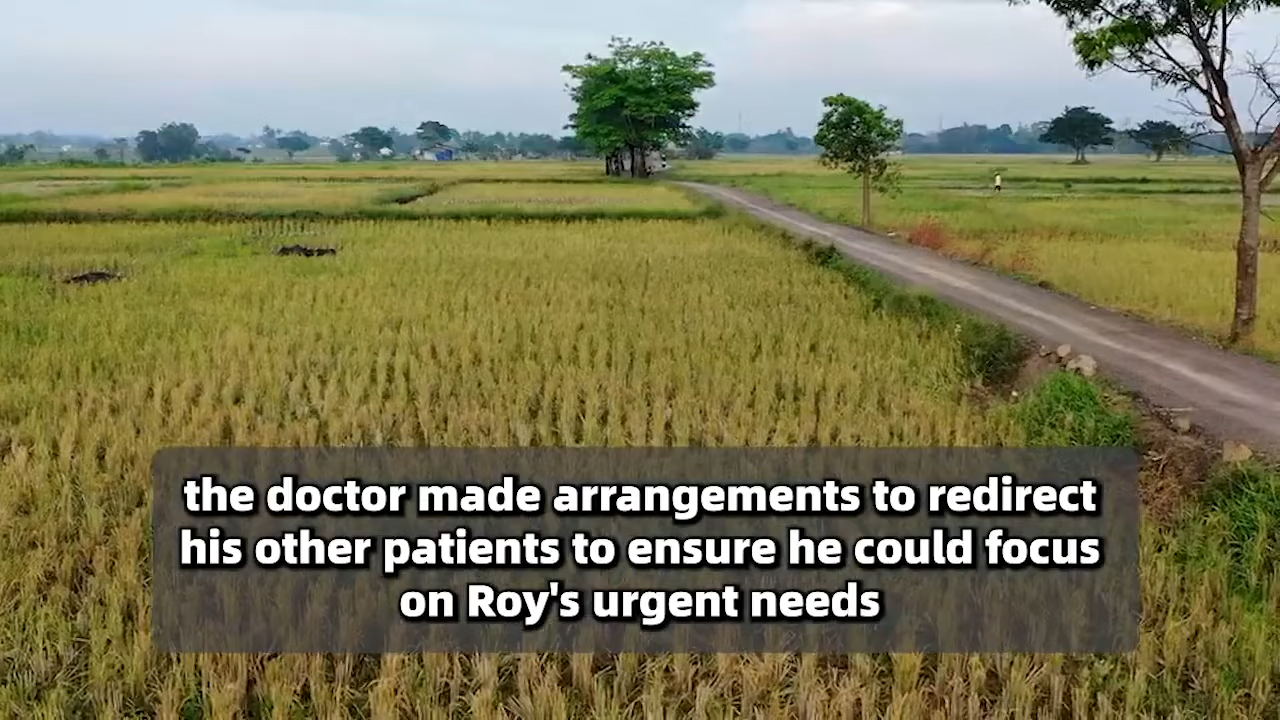 the doctor made arrangements to redirect
his other patients to ensure he could focus
on Roy's urgent needs